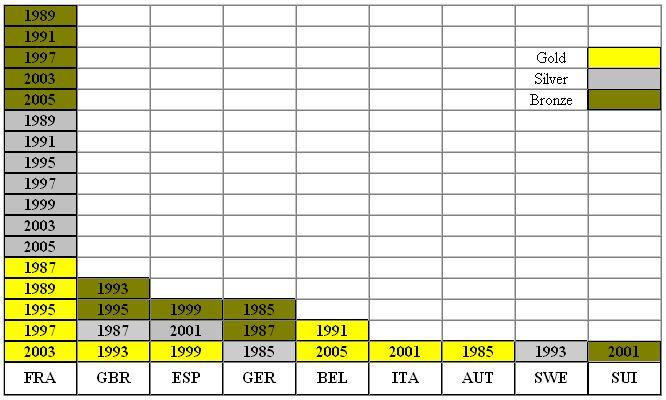 1989
1991
1997 Gold
2003 Silver
2005 Bronze
1989
1991
1995
1997
1999
2003
2005
1987
1989 1993
1995 1995 1999 1985
1997 1987 2001 1987 1991
2003 1993 1999 1985 2005 2001 1985 1993 2001
FRA GBR ESP GER BEL ITA AUT SWE SUI